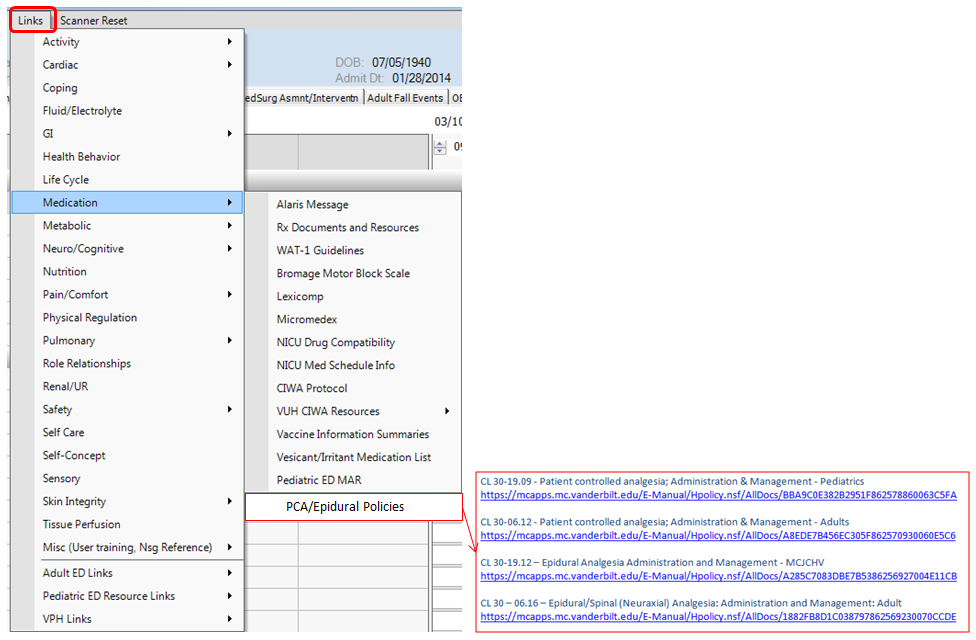 Links Scanner Reset
Activity
Cardiac
Coping
Fluid/Electrolyte
GI
Health Behavior
Life Cycle
Medication
Metabolic
Neuro/Cognitive
Nutrition
Pain/Comfort
Physical Regulation
Pulmonary
Role Relationships
Renal/UR
Safety
Self Care
Self-Concept
Sensory
Skin Integrity
Tissue Perfusion
Misc (User training, Nsg Reference)
Adult ED Links
Pediatric ED Resource Links
VPH Links
DOB: 07/05/1940
Admit Dt: 01/28/2014
edSurg Asmnt/Interventn Adult Fall Events OB
03/10
09
Alaris Message
Rx Documents and Resources
WAT-1 Guidelines
Bromage Motor Block Scale
Lexicomp
Micromedex
NICU Drug Compatibility
NICU Med Schedule Info
CIWA Protocol
VUH CIWA Resources
Vaccine Information Summaries
Vesicant/Irritant Medication List
Pediatric ED MAR
PCA/Epidural Policies
CL 30-19.09 - Patient controlled analgesia; Administration & Management - Pediatrics
https://mcapps.mc.vanderbilt.edu/E-Manual/Hpolicy.nsf/AllDocs/BBA9C0E382B2951F862578860063C5FA
CL 30-06.12 - Patient controlled analgesia; Administration & Management - Adults
https://mcapps.mc.vanderbilt.edu/E-Manual/Hpolicy.nsf/AllDocs/A8EDE7B456EC305F862570930060E5C6
CL 30-19.12 – Epidural Analgesia Administration and Management - MCJCHV
https://mcapps.mc.vanderbilt.edu/E-Manual/Hpolicy.nsf/AllDocs/A285C7083DBE7B5386256927004E11CB
CL 30 – 06.16 – Epidural/Spinal (Neuraxial) Analgesia: Administration and Management: Adult
https://mcapps.mc.vanderbilt.edu/E-Manual/Hpolicy.nsf/AllDocs/1882FB8D1C038797862569230070CCDE